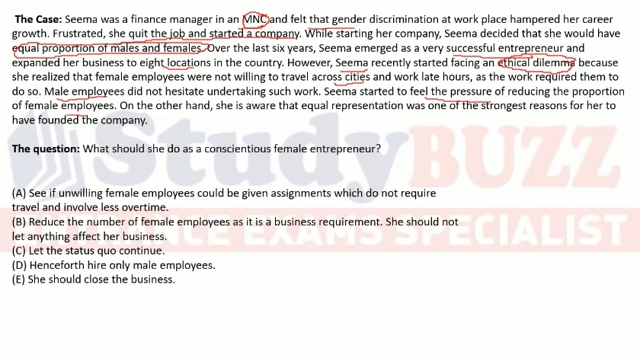 The Case: Seema was a finance manager in an MNC and felt that gender discrimination at work place hampered her career
growth. Frustrated, she quit the job and started a company. While starting her company, Seema decided that she would have
equal proportion of males and females. Over the last six years, Seema emerged as a very successful entrepreneur and
expanded her business to eight locations in the country. However, Seema recently started facing an ethical dilemma because
she realized that female employees were not willing to travel across cities and work late hours, as the work required them to
do so. Male employees did not hesitate undertaking such work. Seema started to feel the pressure of reducing the proportion
of female employees. On the other hand, she is aware that equal representation was one of the strongest reasons for her to
have founded the company.
The question: What should she do as a conscientious female entrepreneur?
StudyBUZZ
(A) See if unwilling female employees could be given assignments which do not require
travel and involve less overtime.
(B) Reduce the number of female employees as it is a business requirement. She should not
let anything affect her business.
(C) Let the status quo continue.
(D) Henceforth hire only male employees.
(E) She should close the business.
EXAMS SPECIALIST